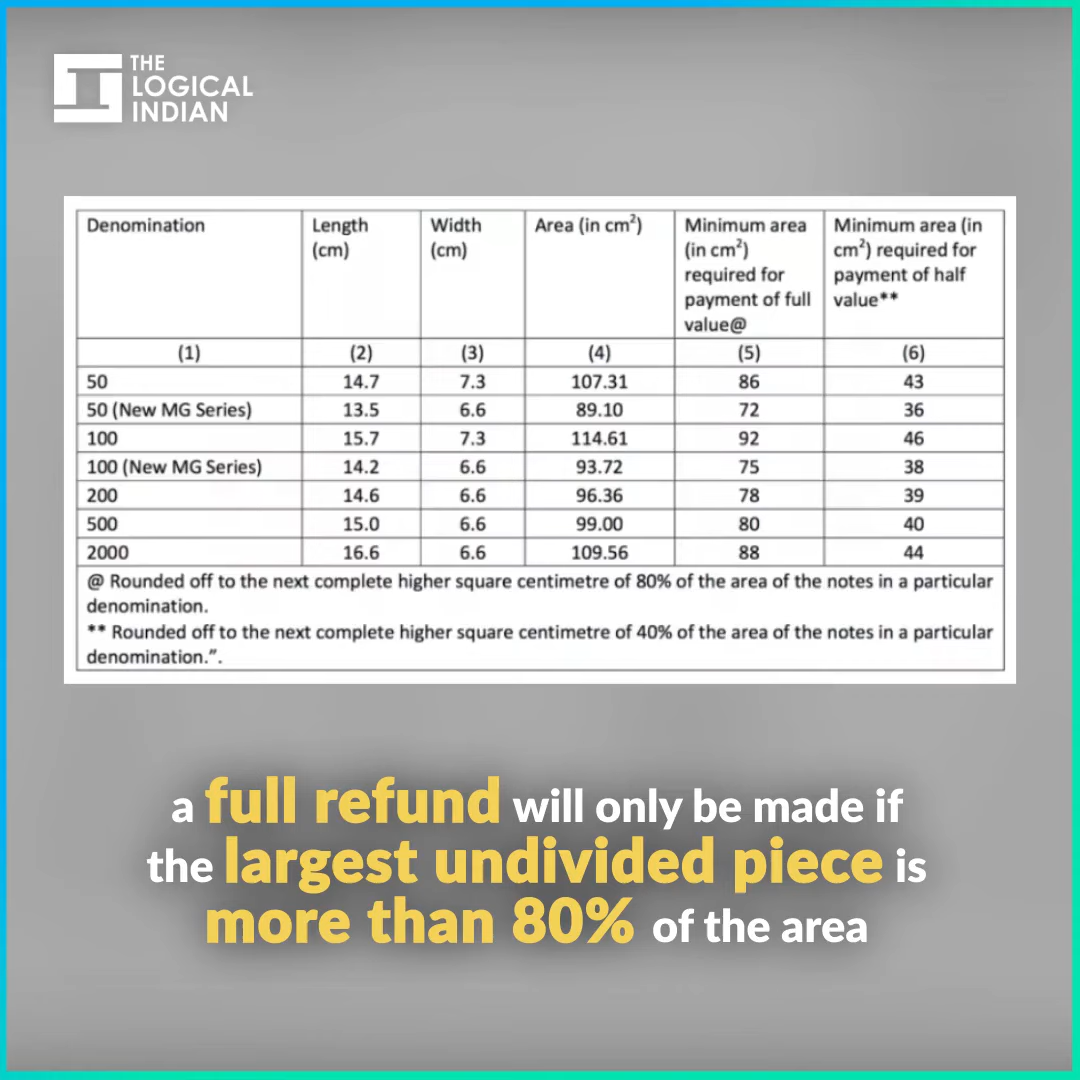 THE
LOGICAL
INDIAN
Denomination Length (cm) Width (cm) Area (in cm²) Minimum area (in cm²) required for payment of full value@ Minimum area (in cm²) required for payment of half value**
(1) (2) (3) (4) (5) (6)
50 14.7 7.3 107.31 86 43
50 (New MG Series) 13.5 6.6 89.10 72 36
100 15.7 7.3 114.61 92 46
100 (New MG Series) 14.2 6.6 93.72 75 38
200 14.6 6.6 96.36 78 39
500 15.0 6.6 99.00 80 40
2000 16.6 6.6 109.56 88 44
@ Rounded off to the next complete higher square centimetre of 80% of the area of the notes in a particular
denomination.
** Rounded off to the next complete higher square centimetre of 40% of the area of the notes in a particular
denomination.”.
a full refund will only be made if
the largest undivided piece is
more than 80% of the area